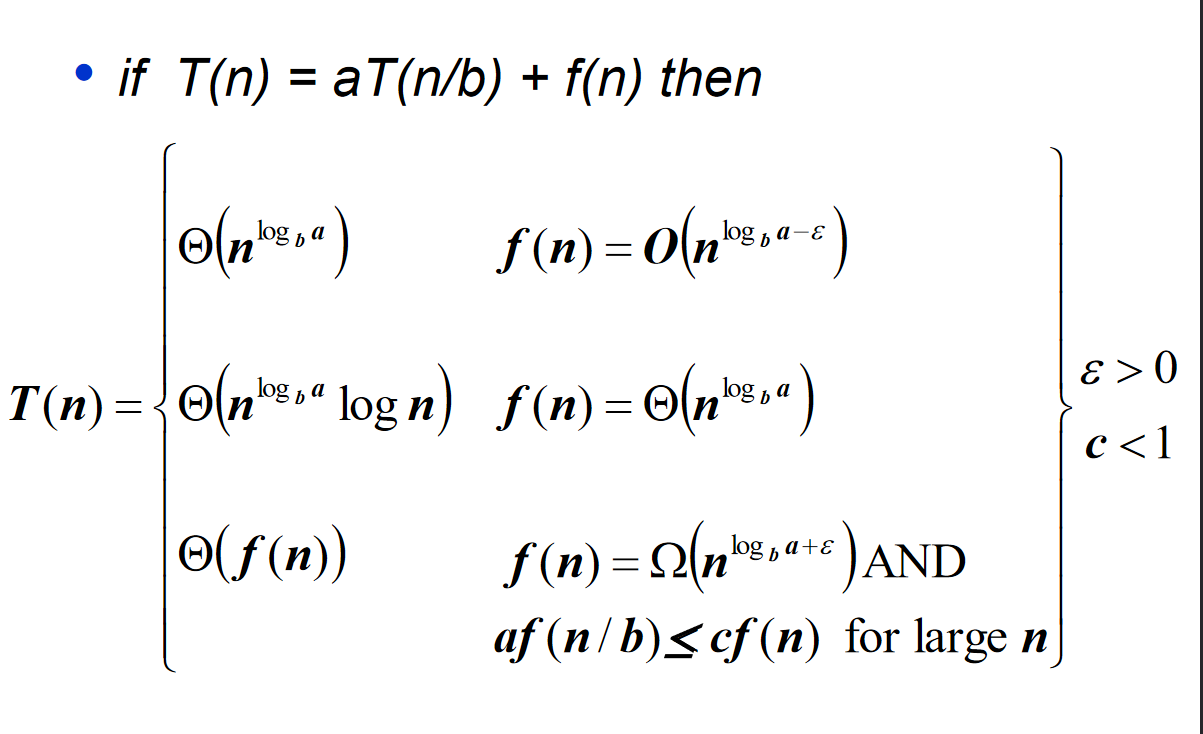 • if T(n) = aT(n/b) + f(n) then
Θ(n^{log_b a}) f(n) = O(n^{log_b a−ε})
T(n) = { Θ(n^{log_b a} log n) f(n) = Θ(n^{log_b a}) } ε > 0
c < 1
Θ(f(n)) f(n) = Ω(n^{log_b a+ε}) AND
af(n/b) ≤ cf(n) for large n